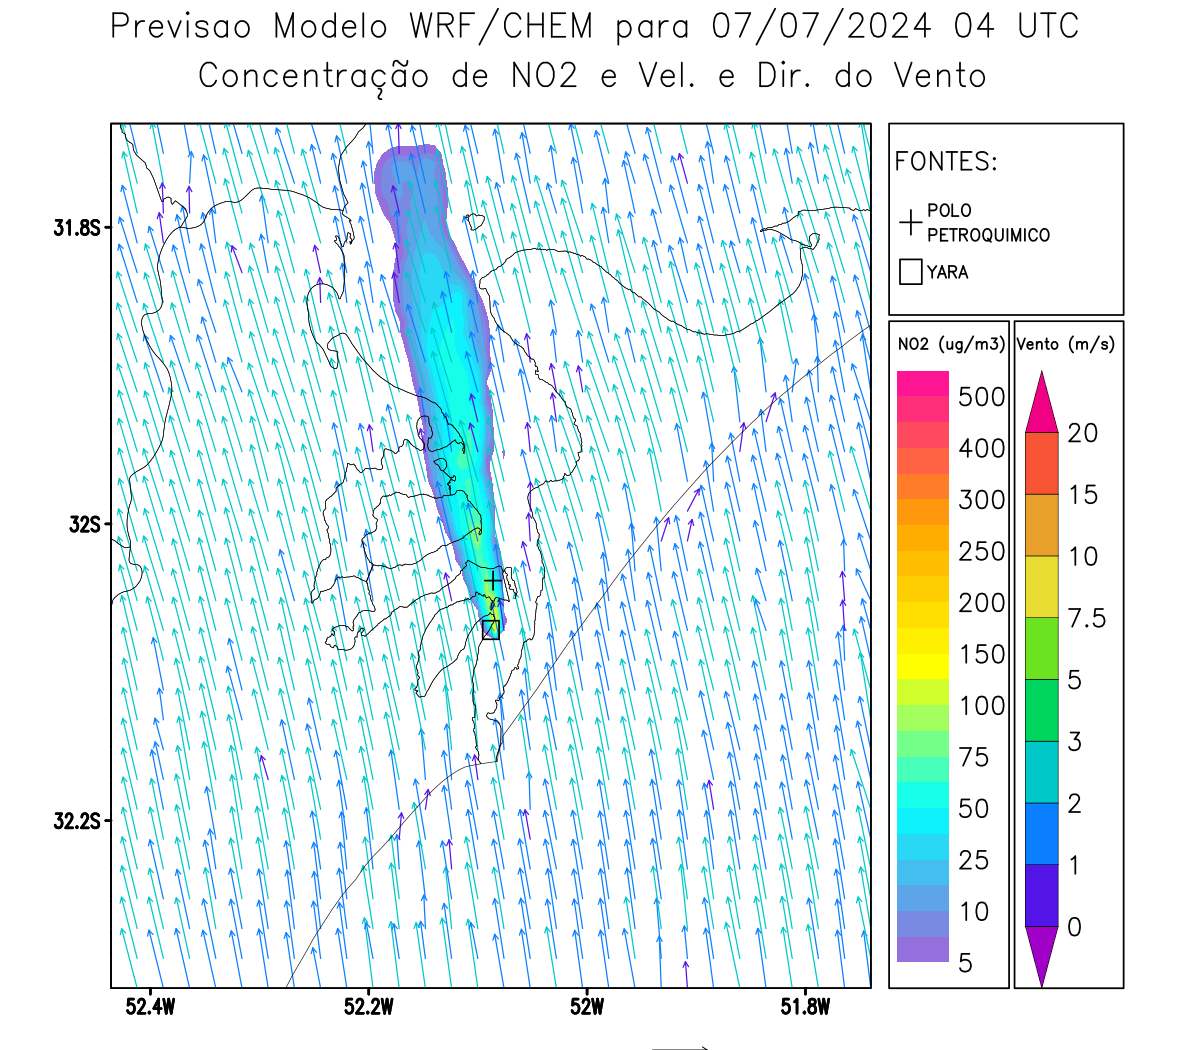 Previsao Modelo WRF/CHEM para 07/07/2024 04 UTC
Concentração de NO2 e Vel. e Dir. do Vento
FONTES:
POLO
PETROQUIMICO
YARA
NO2 (ug/m3)
500
400
300
250
200
150
100
75
50
25
10
5
Vento (m/s)
20
15
10
7.5
5
3
2
1
0
31.8S
32S
32.2S
52.4W 52.2W 52W 51.8W